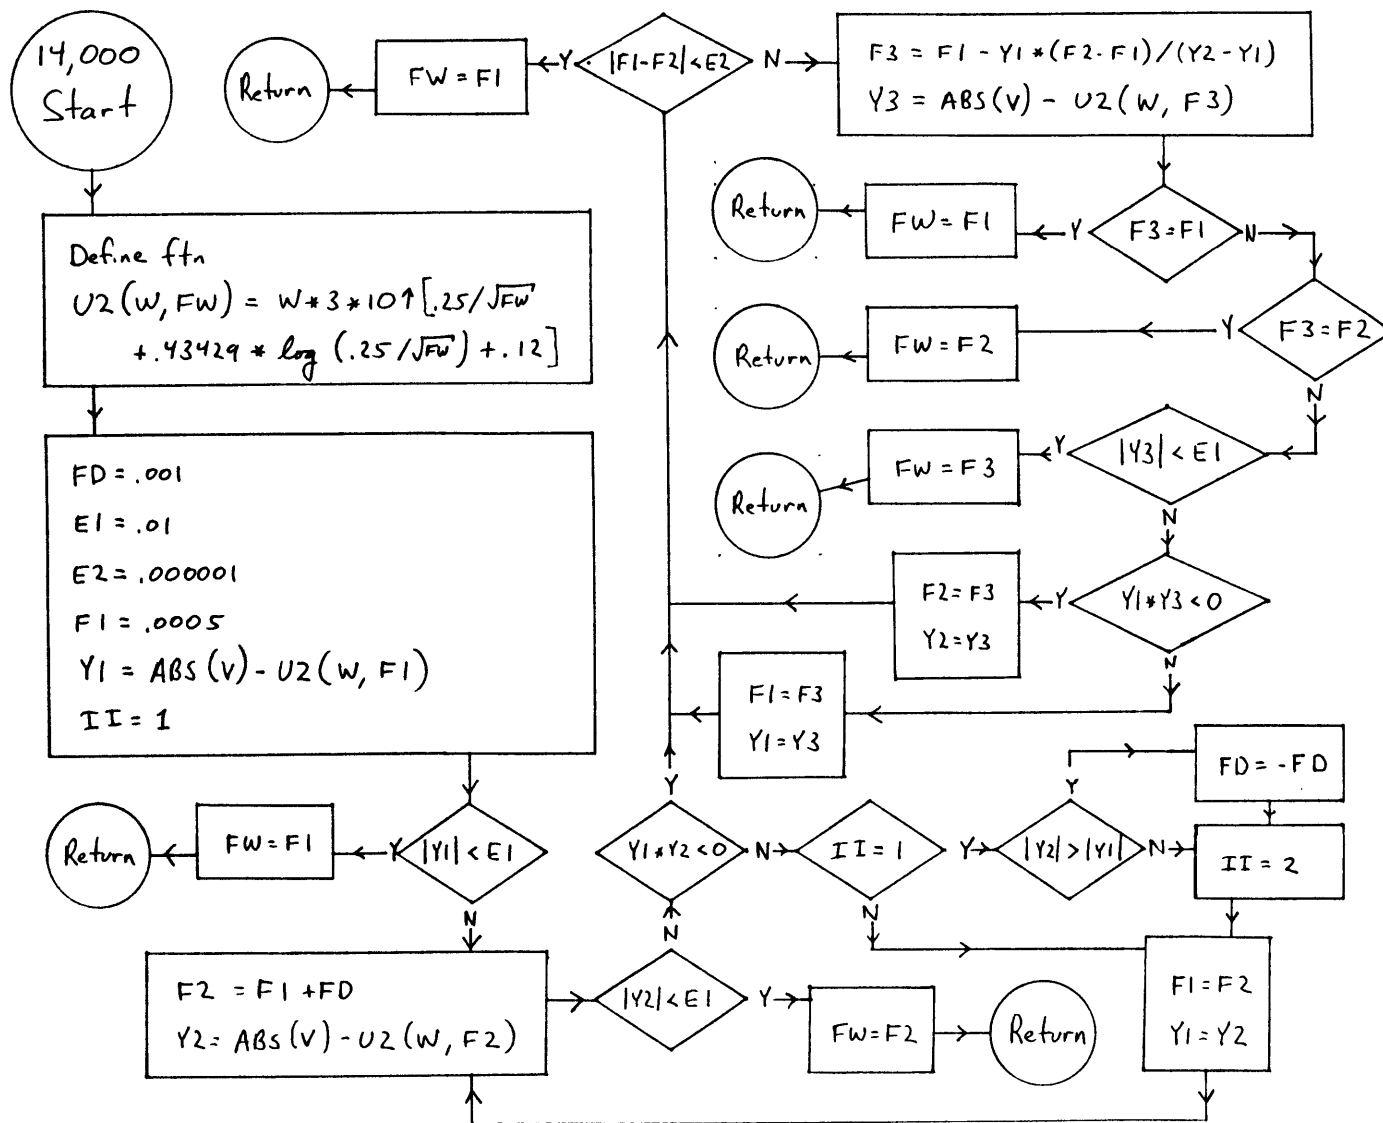 14,000
Start
Define ftn
U2(W, FW) = W*3*10↑[.25/√FW
+.43429 * log (.25/√FW) +.12]
FD = .001
E1 = .01
E2 = .000001
F1 = .0005
Y1 = ABS(V) - U2(W, F1)
II = 1
|Y1| < E1
Y
FW = F1
Return
N
F2 = F1 + FD
Y2 = ABS(V) - U2(W, F2)
|Y2| < E1
Y
FW = F2
Return
N
Y1*Y2 < 0
N
II = 1
Y
|Y2| > |Y1|
Y
FD = -FD
N
II = 2
N
F1 = F2
Y1 = Y2
Y
|F1-F2| < E2
Y
FW = F1
Return
N
F3 = F1 - Y1*(F2-F1)/(Y2-Y1)
Y3 = ABS(V) - U2(W, F3)
F3 = F1
Y
FW = F1
Return
N
F3 = F2
Y
FW = F2
Return
N
|Y3| < E1
Y
FW = F3
Return
N
Y1*Y3 < 0
Y
F2 = F3
Y2 = Y3
N
F1 = F3
Y1 = Y3